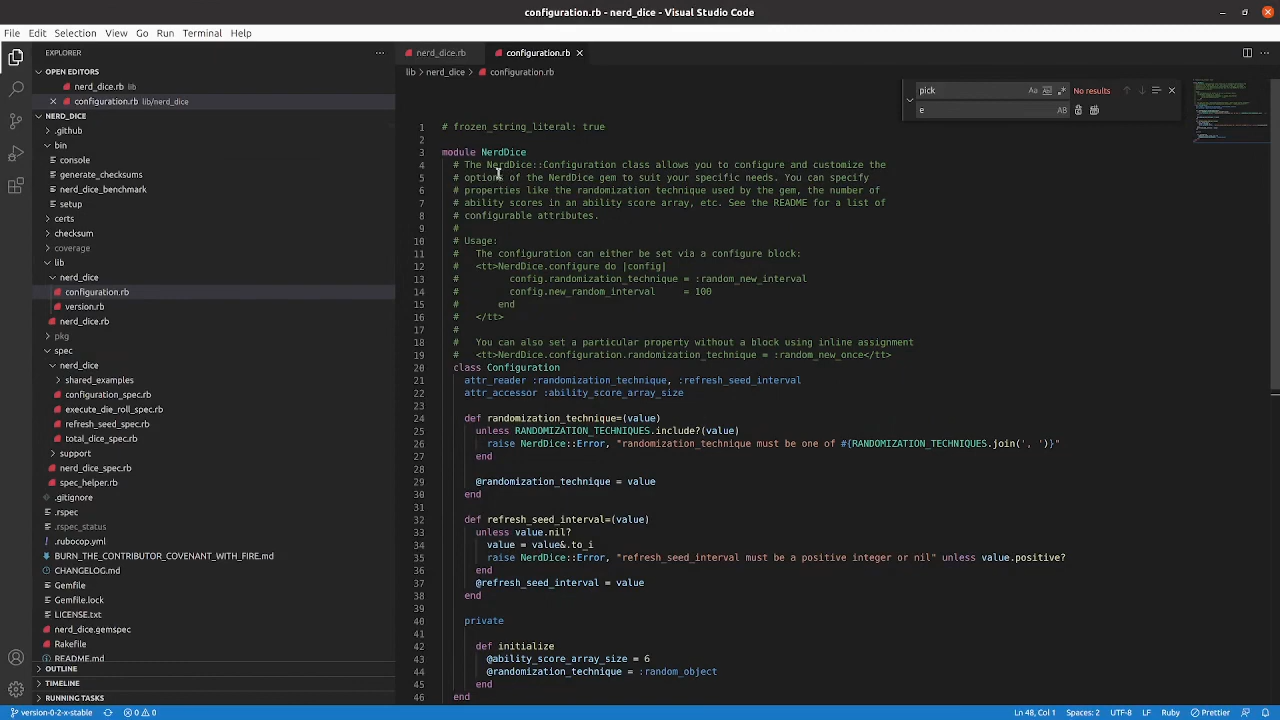 configuration.rb - nerd_dice - Visual Studio Code
File Edit Selection View Go Run Terminal Help
EXPLORER
OPEN EDITORS
nerd_dice.rb lib
configuration.rb lib/nerd_dice
NERD_DICE
.github
bin
console
generate_checksums
nerd_dice_benchmark
setup
certs
checksum
coverage
lib
nerd_dice
configuration.rb
version.rb
nerd_dice.rb
pkg
spec
nerd_dice
shared_examples
configuration_spec.rb
execute_die_roll_spec.rb
refresh_seed_spec.rb
total_dice_spec.rb
support
nerd_dice_spec.rb
spec_helper.rb
.gitignore
.rspec
.rspec_status
.rubocop.yml
BURN_THE_CONTRIBUTOR_COVENANT_WITH_FIRE.md
CHANGELOG.md
Gemfile
Gemfile.lock
LICENSE.txt
nerd_dice.gemspec
Rakefile
README.md
OUTLINE
TIMELINE
RUNNING TASKS
nerd_dice.rb configuration.rb
lib > nerd_dice > configuration.rb
pick Aa ab .* No results
e AB
1 # frozen_string_literal: true
2
3 module NerdDice
4 # The NerdDice::Configuration class allows you to configure and customize the
5 # options of the NerdDice gem to suit your specific needs. You can specify
6 # properties like the randomization technique used by the gem, the number of
7 # ability scores in an ability score array, etc. See the README for a list of
8 # configurable attributes.
9 #
10 # Usage:
11 # The configuration can either be set via a configure block:
12 # <tt>NerdDice.configure do |config|
13 # config.randomization_technique = :random_new_interval
14 # config.new_random_interval = 100
15 # end
16 # </tt>
17 #
18 # You can also set a particular property without a block using inline assignment
19 # <tt>NerdDice.configuration.randomization_technique = :random_new_once</tt>
20 class Configuration
21 attr_reader :randomization_technique, :refresh_seed_interval
22 attr_accessor :ability_score_array_size
23
24 def randomization_technique=(value)
25 unless RANDOMIZATION_TECHNIQUES.include?(value)
26 raise NerdDice::Error, "randomization_technique must be one of #{RANDOMIZATION_TECHNIQUES.join(', ')}"
27 end
28
29 @randomization_technique = value
30 end
31
32 def refresh_seed_interval=(value)
33 unless value.nil?
34 value = value&.to_i
35 raise NerdDice::Error, "refresh_seed_interval must be a positive integer or nil" unless value.positive?
36 end
37 @refresh_seed_interval = value
38 end
39
40 private
41
42 def initialize
43 @ability_score_array_size = 6
44 @randomization_technique = :random_object
45 end
46 end
version-0-2-x-stable 0 0 Ln 48, Col 1 Spaces: 2 UTF-8 LF Ruby Prettier